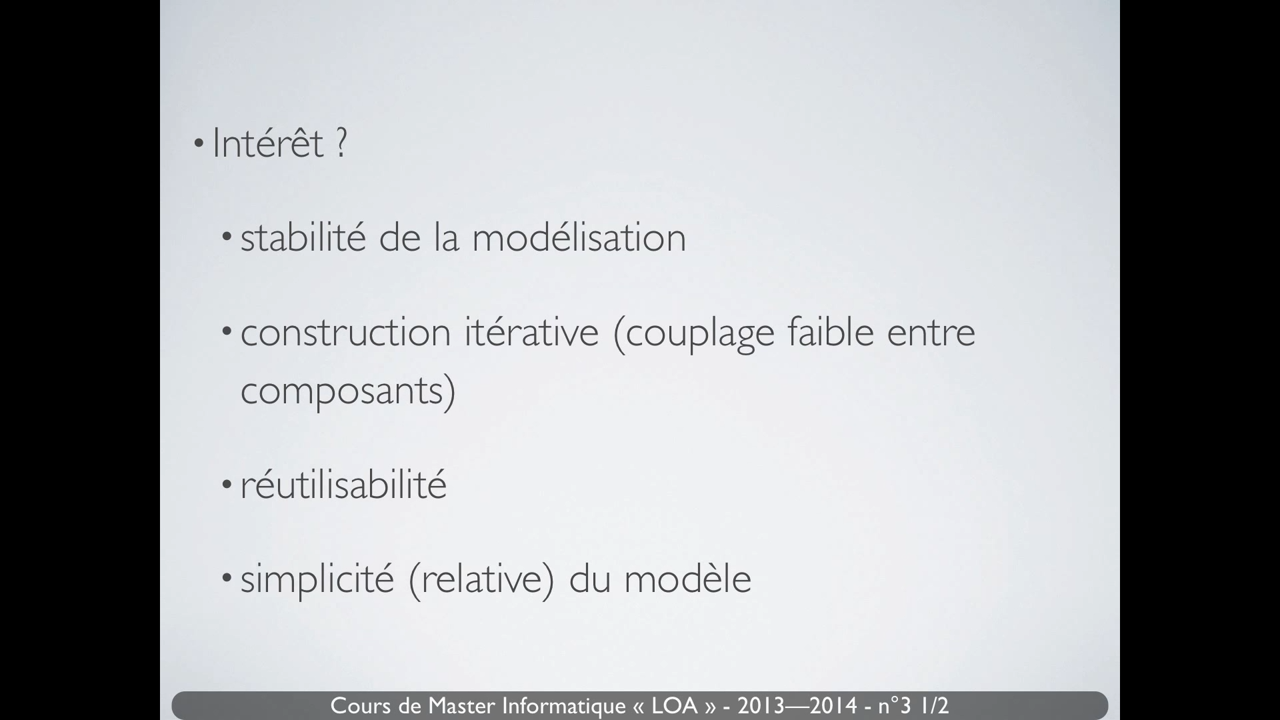 • Intérêt ?
• stabilité de la modélisation
• construction itérative (couplage faible entre
composants)
• réutilisabilité
• simplicité (relative) du modèle
Cours de Master Informatique « LOA » - 2013—2014 - n°3 1/2